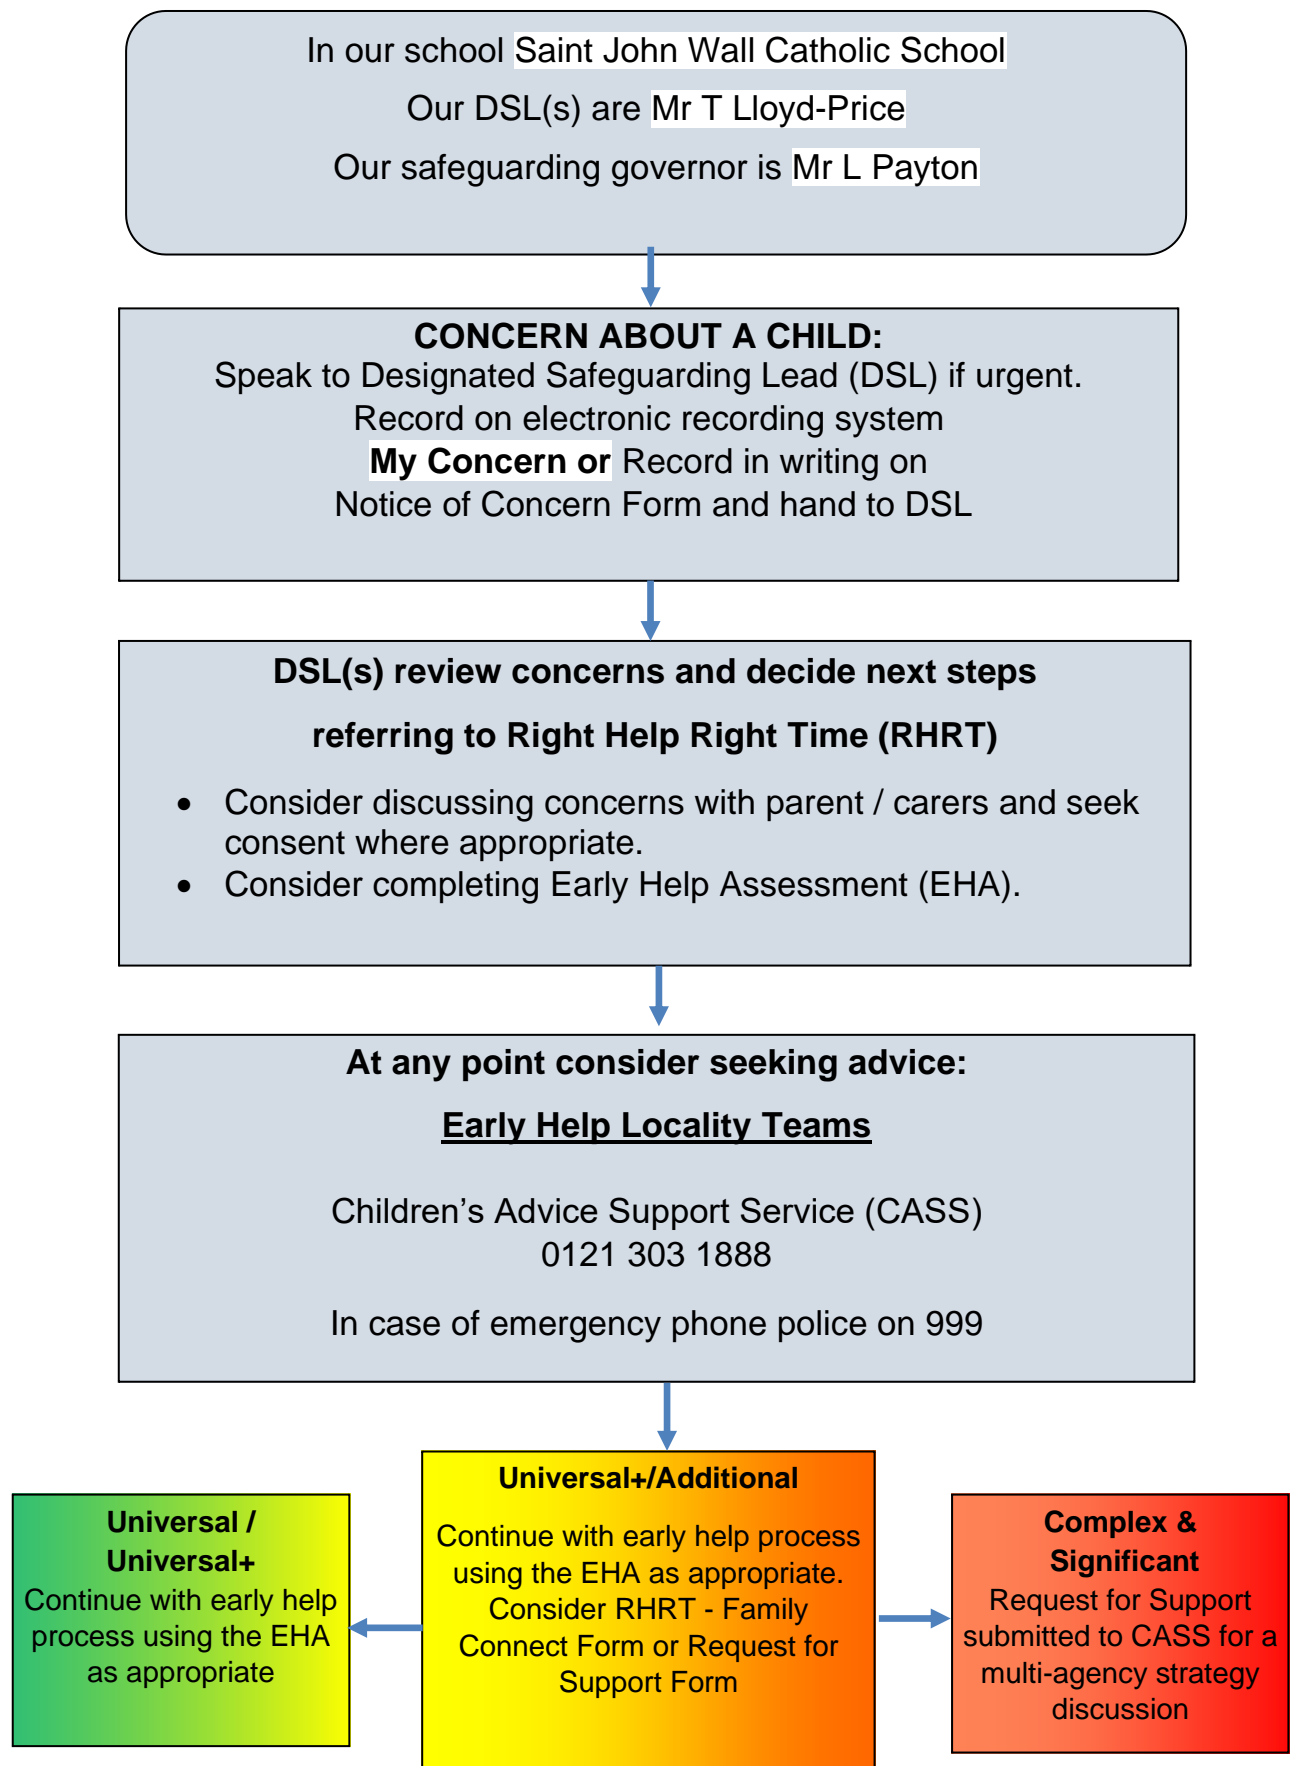 In our school Saint John Wall Catholic School
Our DSL(s) are Mr T Lloyd-Price
Our safeguarding governor is Mr L Payton
CONCERN ABOUT A CHILD:
Speak to Designated Safeguarding Lead (DSL) if urgent.
Record on electronic recording system
My Concern or Record in writing on
Notice of Concern Form and hand to DSL
DSL(s) review concerns and decide next steps
referring to Right Help Right Time (RHRT)
• Consider discussing concerns with parent / carers and seek
consent where appropriate.
• Consider completing Early Help Assessment (EHA).
At any point consider seeking advice:
Early Help Locality Teams
Children’s Advice Support Service (CASS)
0121 303 1888
In case of emergency phone police on 999
Universal /
Universal+
Continue with early help
process using the EHA
as appropriate
Universal+/Additional
Continue with early help process
using the EHA as appropriate.
Consider RHRT - Family
Connect Form or Request for
Support Form
Complex &
Significant
Request for Support
submitted to CASS for a
multi-agency strategy
discussion